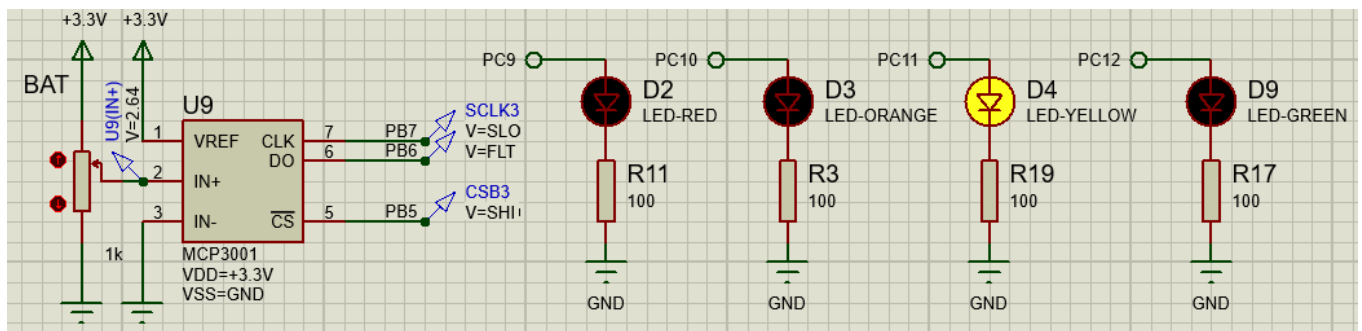 +3.3V +3.3V
BAT
U9(IN+)
V=2.64
U9
1 VREF CLK 7 PB7
DO 6 PB6
2 IN+
3 IN- CS 5 PB5
SCLK3
V=SLO
V=FLT
CSB3
V=SHI
1k
MCP3001
VDD=+3.3V
VSS=GND
PC9
D2
LED-RED
R11
100
GND
PC10
D3
LED-ORANGE
R3
100
GND
PC11
D4
LED-YELLOW
R19
100
GND
PC12
D9
LED-GREEN
R17
100
GND